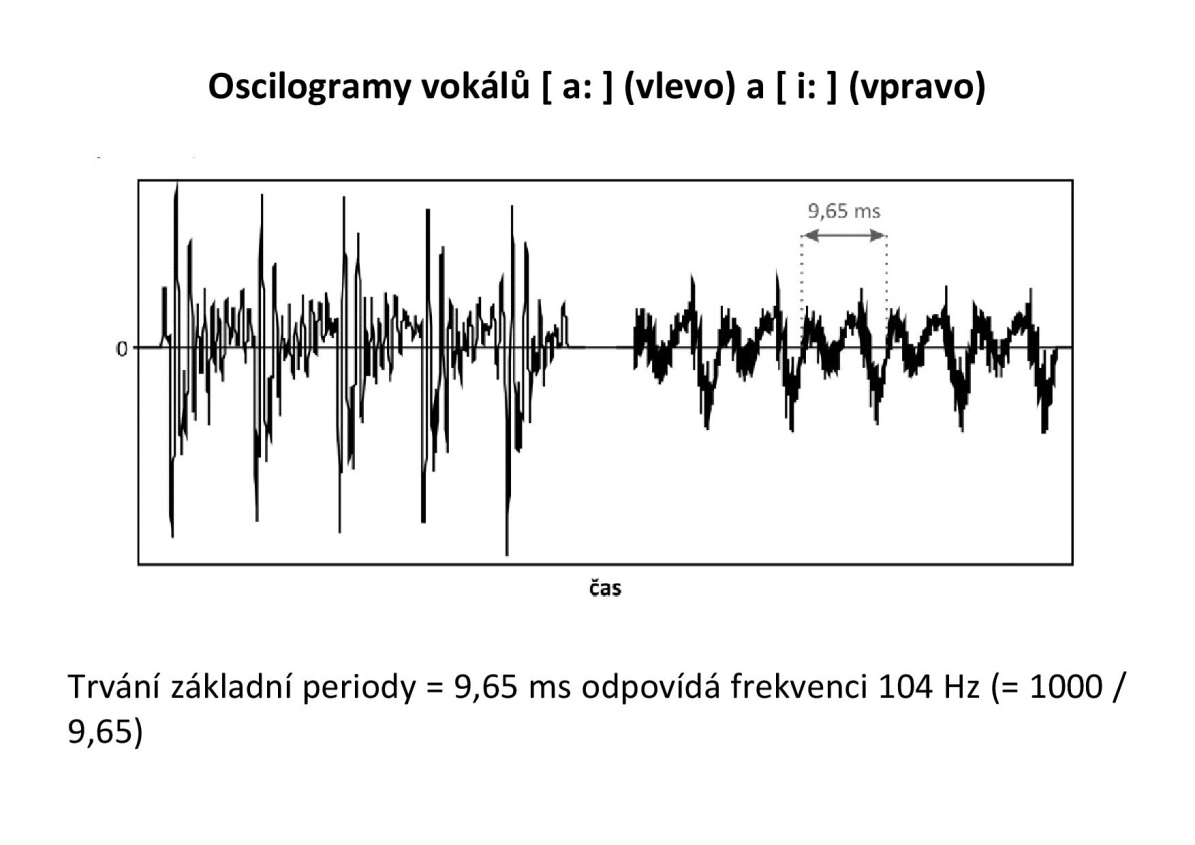 Oscilogramy vokálů [ a: ] (vlevo) a [ i: ] (vpravo)
9,65 ms
0
čas
Trvání základní periody = 9,65 ms odpovídá frekvenci 104 Hz (= 1000 /
9,65)